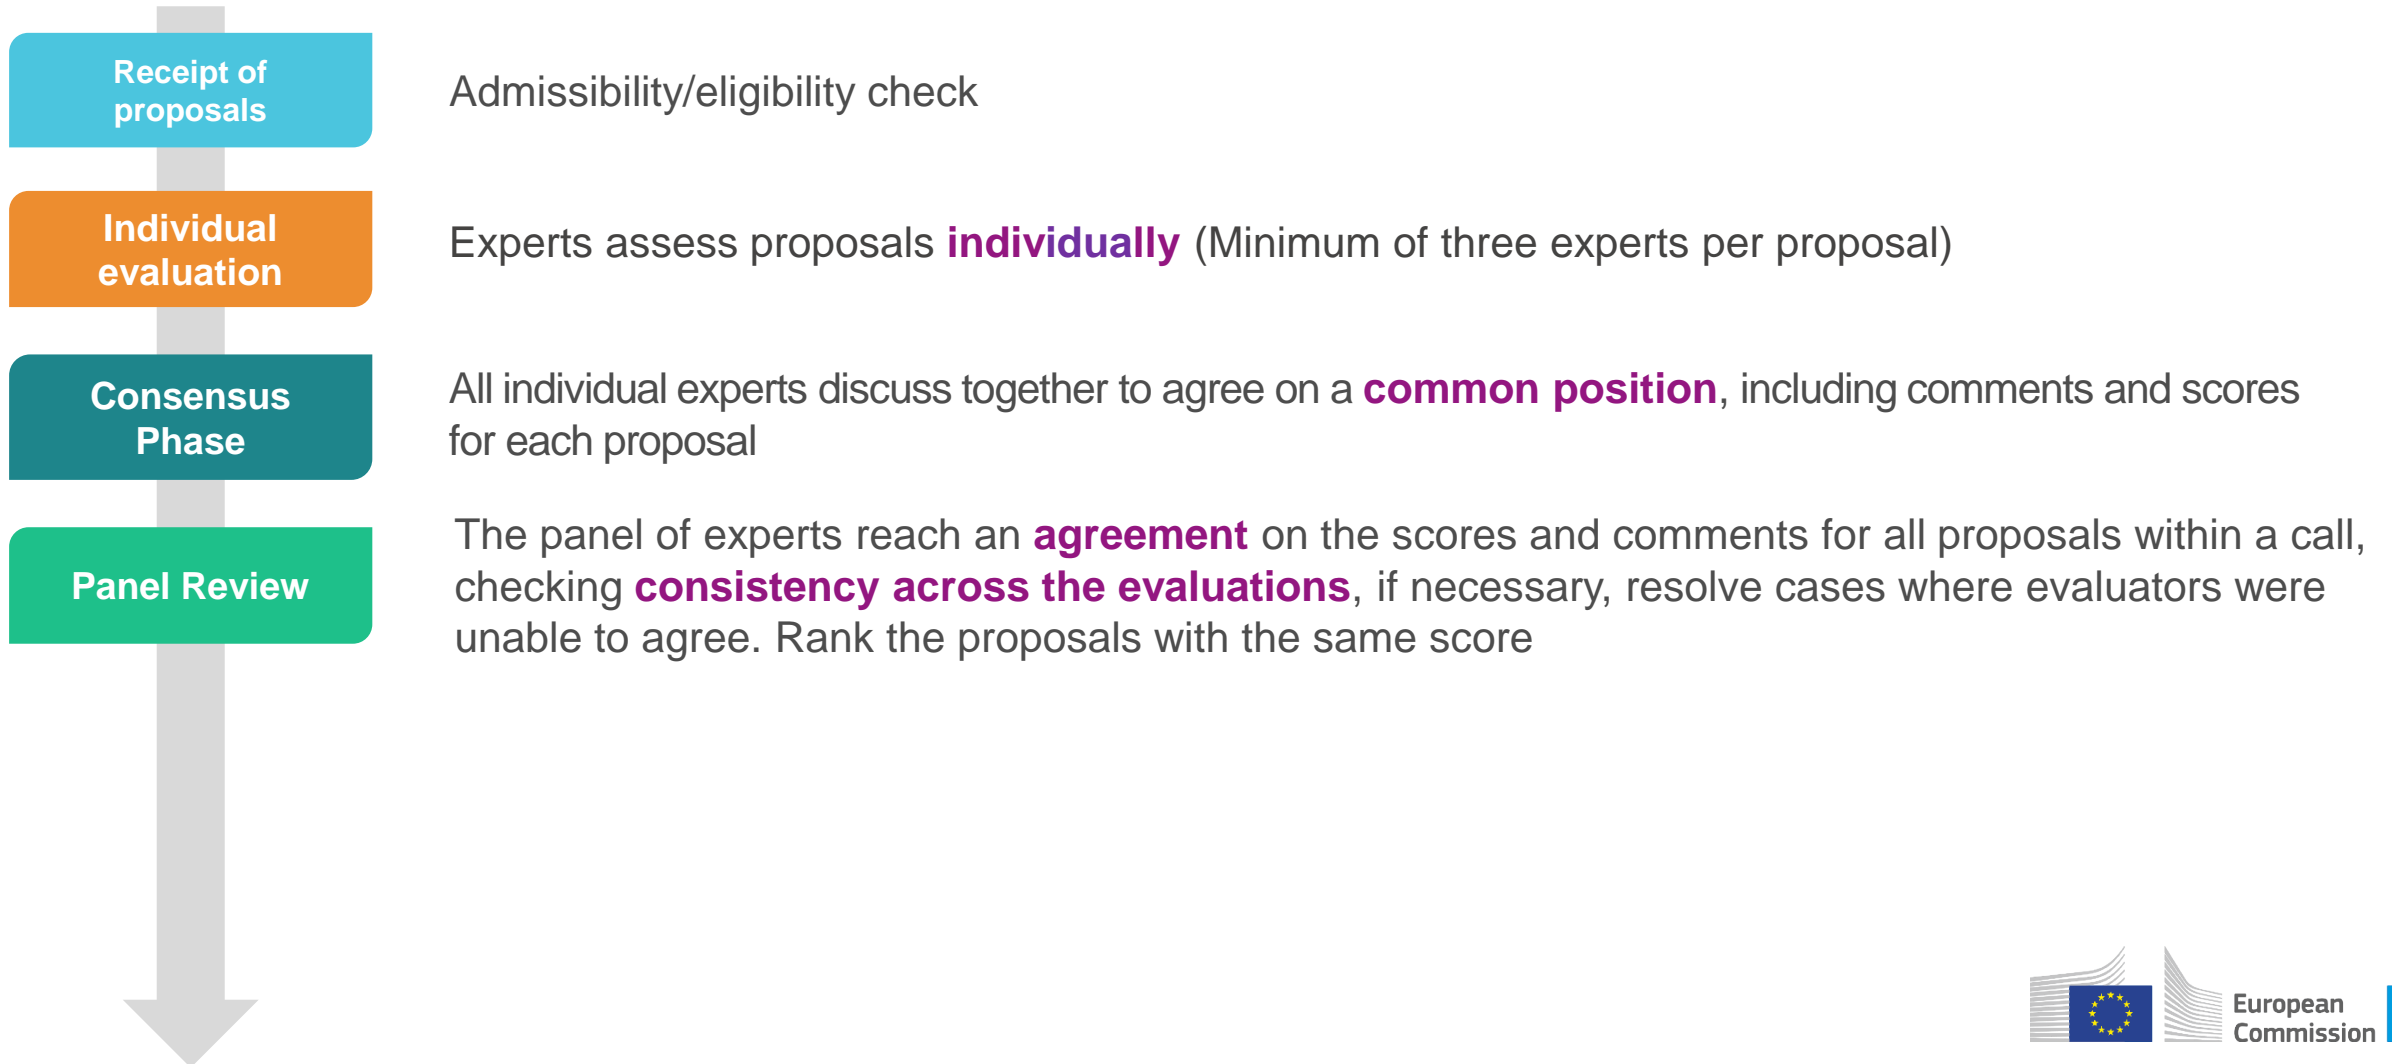 Receipt of
proposals
Admissibility/eligibility check
Individual
evaluation
Experts assess proposals individually (Minimum of three experts per proposal)
Consensus
Phase
All individual experts discuss together to agree on a common position, including comments and scores
for each proposal
Panel Review
The panel of experts reach an agreement on the scores and comments for all proposals within a call,
checking consistency across the evaluations, if necessary, resolve cases where evaluators were
unable to agree. Rank the proposals with the same score
European
Commission